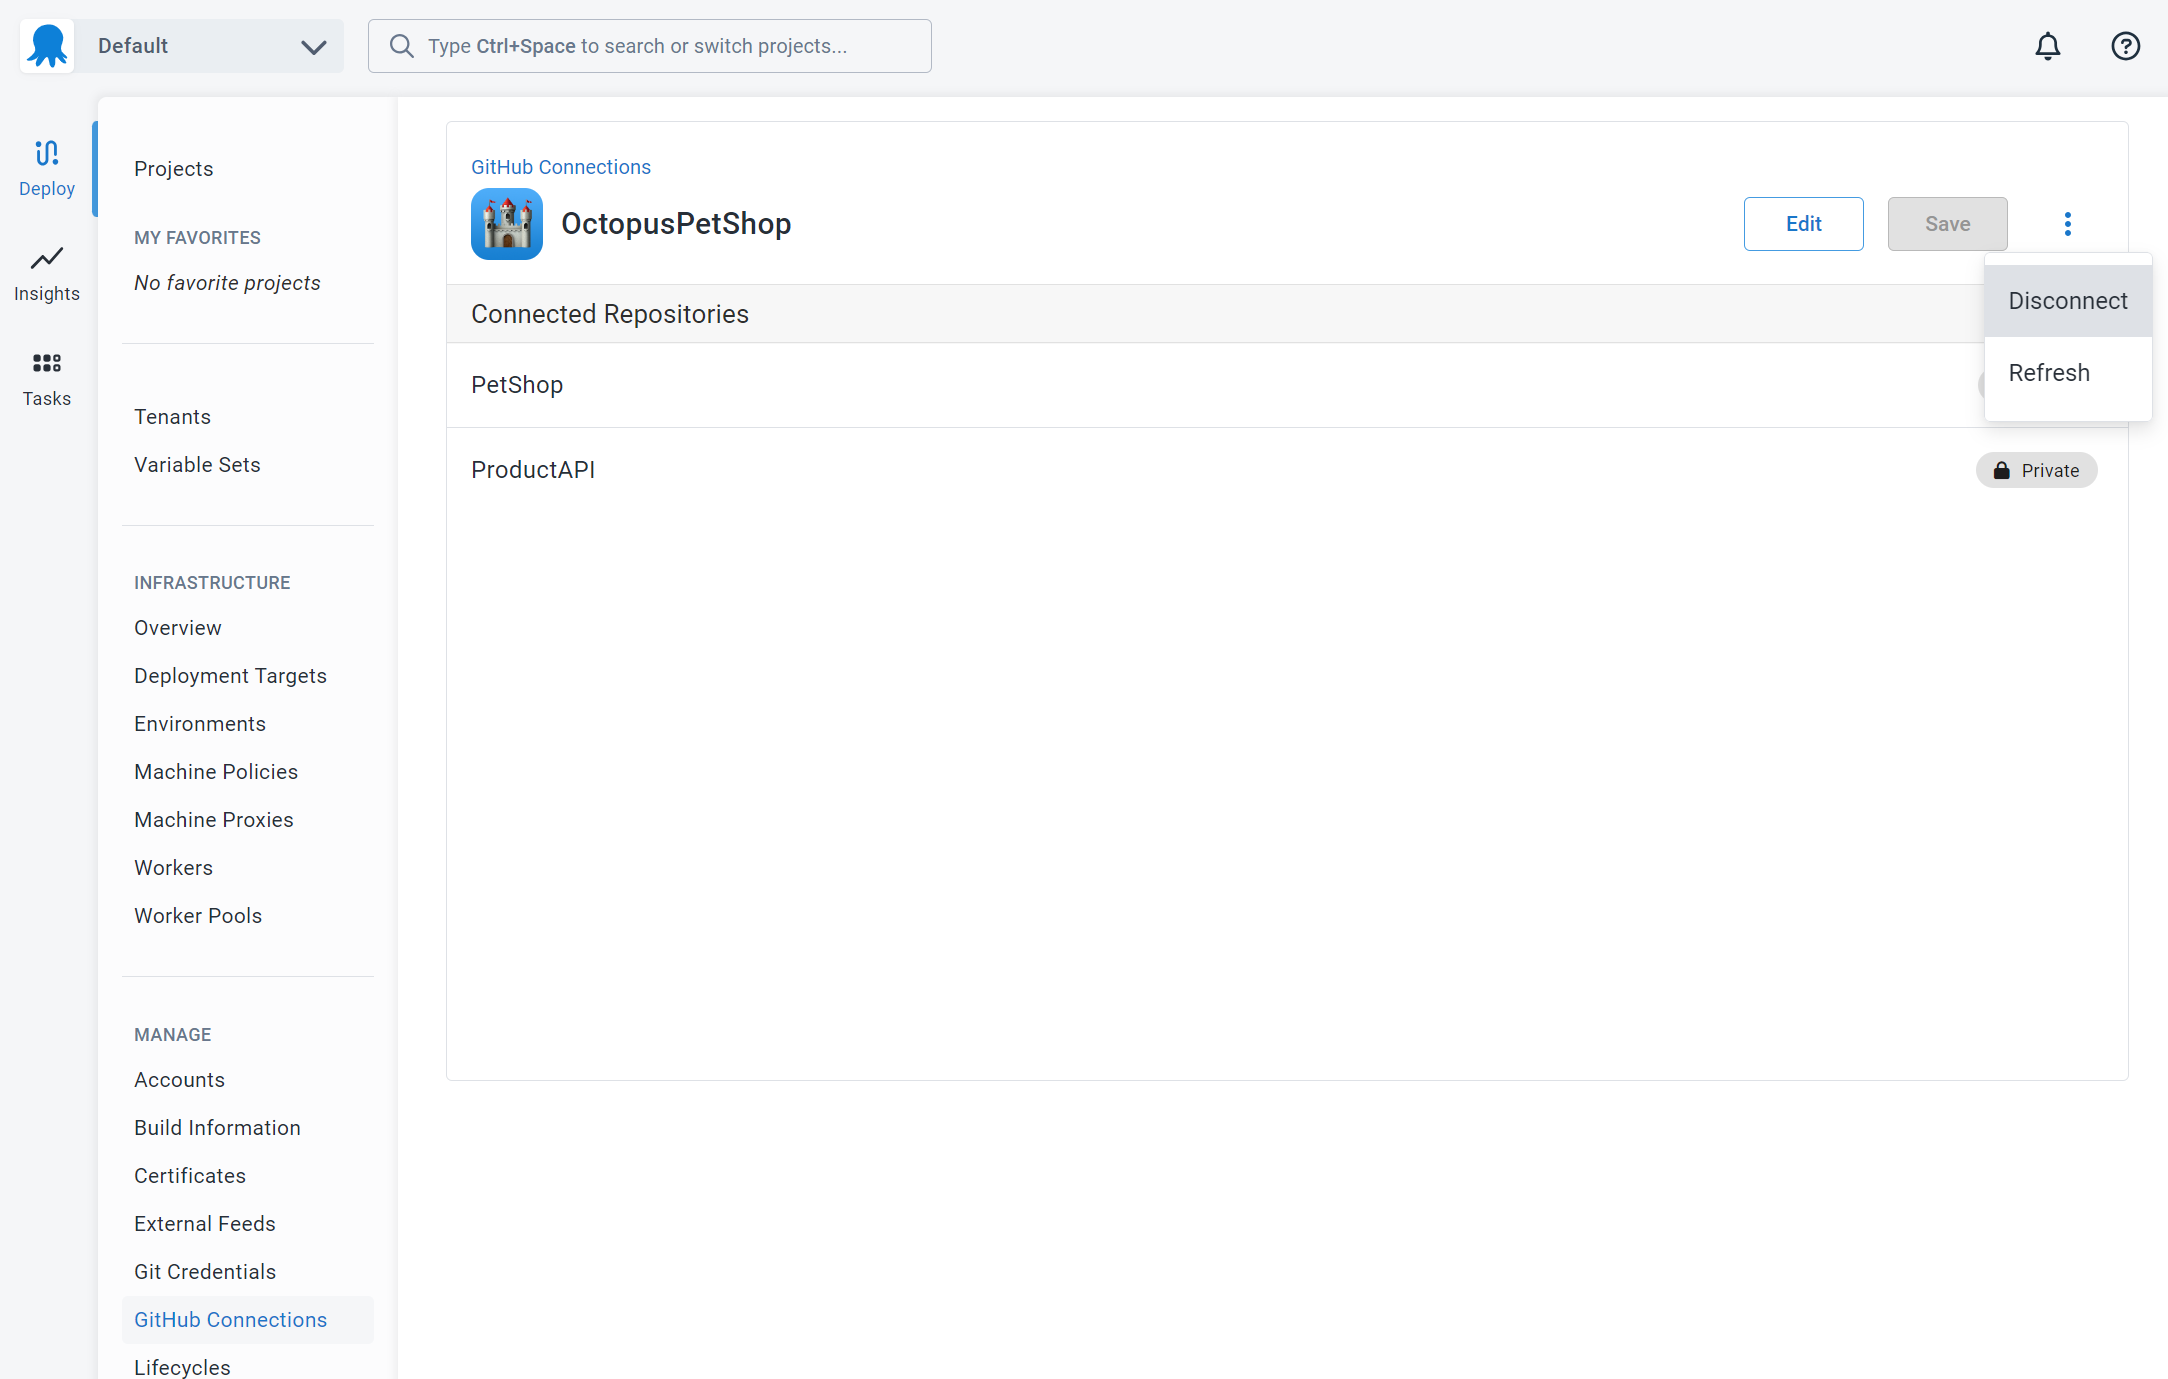 Default
Type Ctrl+Space to search or switch projects...
Deploy
Insights
Tasks
Projects
MY FAVORITES
No favorite projects
Tenants
Variable Sets
INFRASTRUCTURE
Overview
Deployment Targets
Environments
Machine Policies
Machine Proxies
Workers
Worker Pools
MANAGE
Accounts
Build Information
Certificates
External Feeds
Git Credentials
GitHub Connections
Lifecycles
GitHub Connections
OctopusPetShop
Edit
Save
Disconnect
Refresh
Connected Repositories
PetShop
ProductAPI
Private